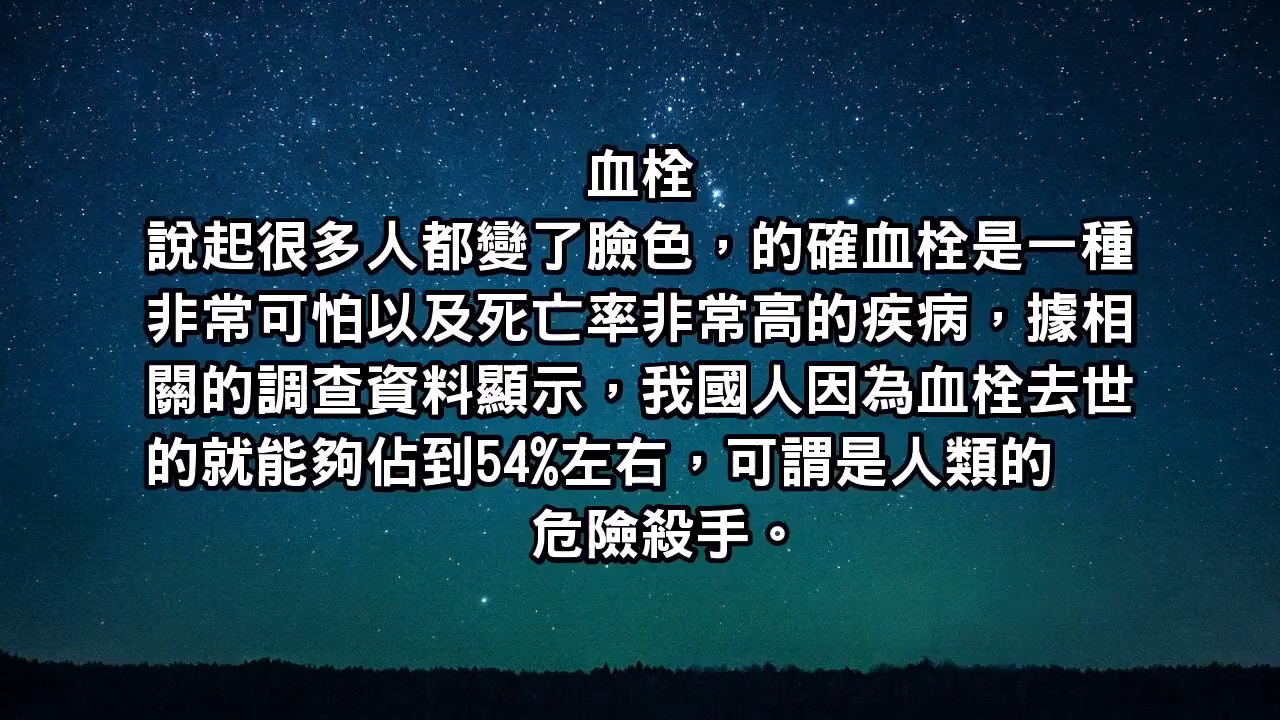 血栓
說起很多人都變了臉色，的確血栓是一種
非常可怕以及死亡率非常高的疾病，據相
關的調查資料顯示，我國人因為血栓去世
的就能夠佔到54%左右，可謂是人類的
危險殺手。